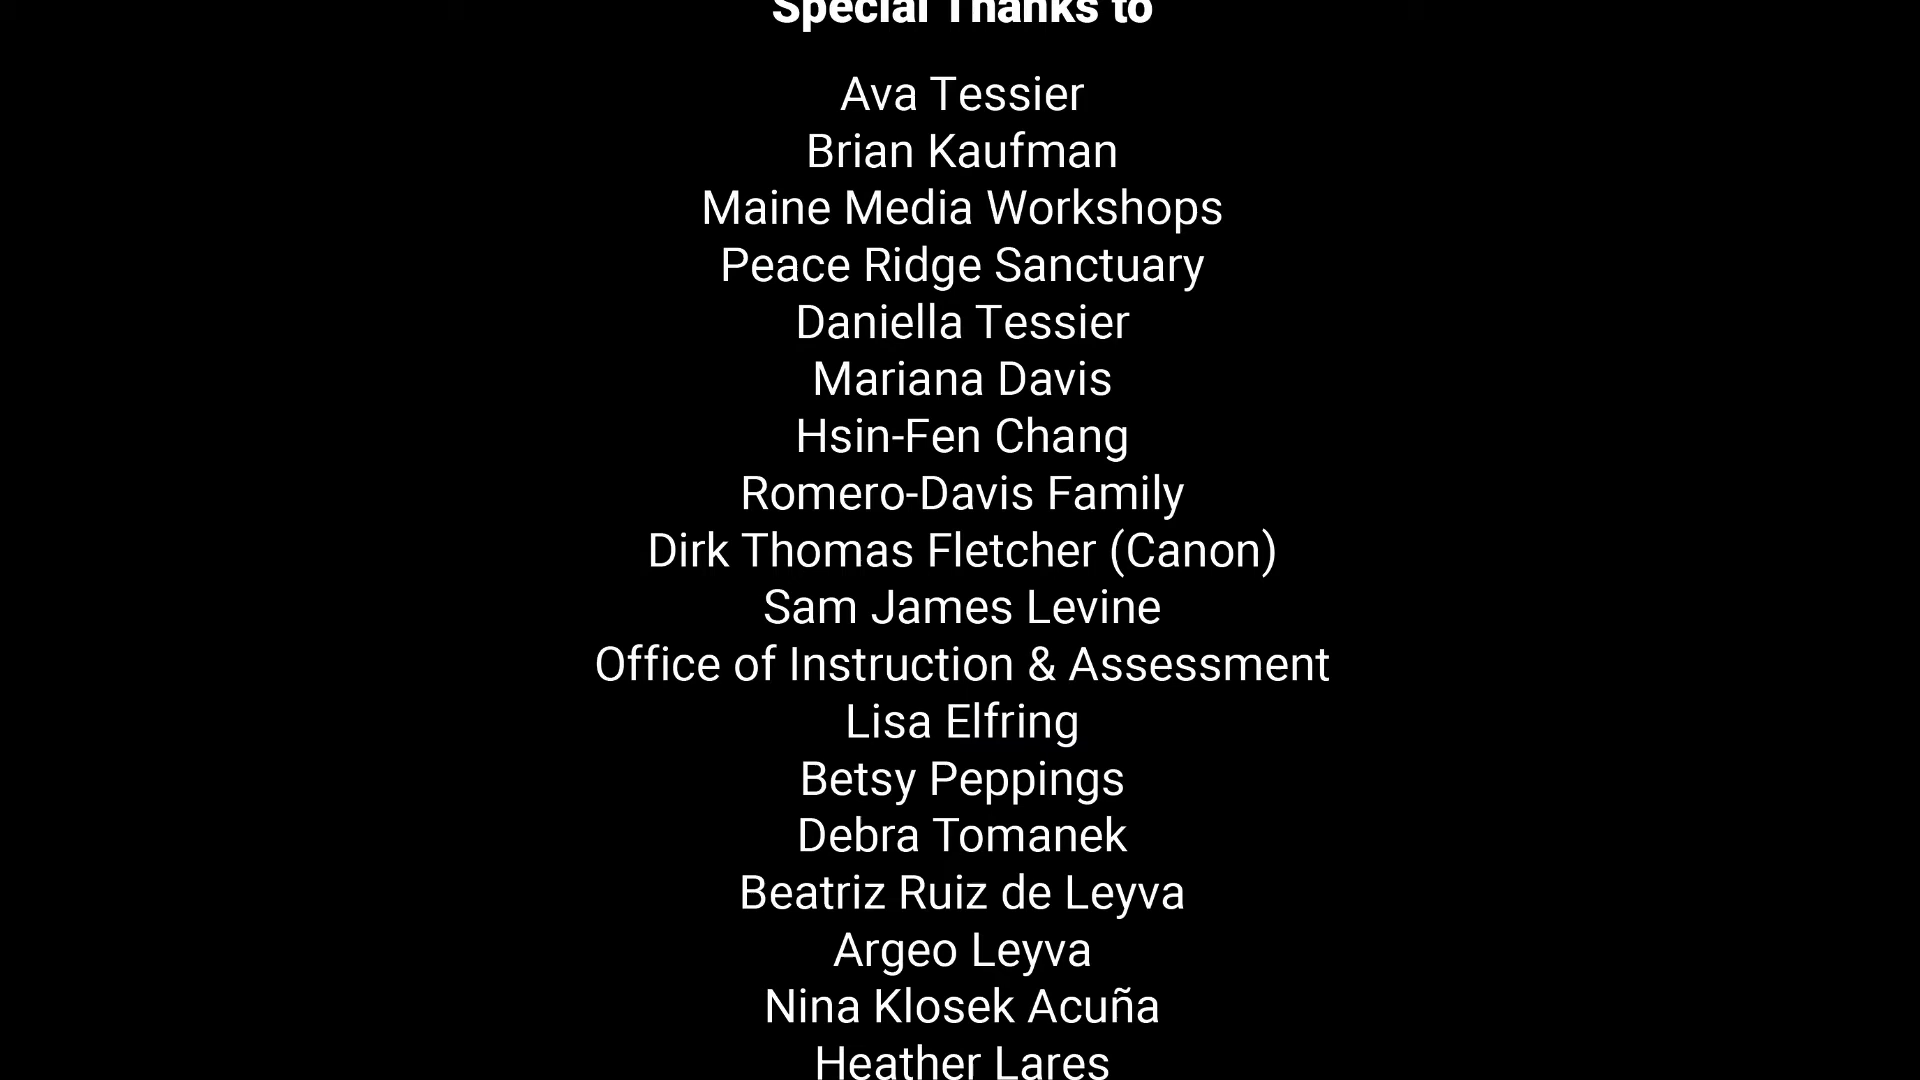 Special Thanks to
Ava Tessier
Brian Kaufman
Maine Media Workshops
Peace Ridge Sanctuary
Daniella Tessier
Mariana Davis
Hsin-Fen Chang
Romero-Davis Family
Dirk Thomas Fletcher (Canon)
Sam James Levine
Office of Instruction & Assessment
Lisa Elfring
Betsy Peppings
Debra Tomanek
Beatriz Ruiz de Leyva
Argeo Leyva
Nina Klosek Acuña
Heather Lares